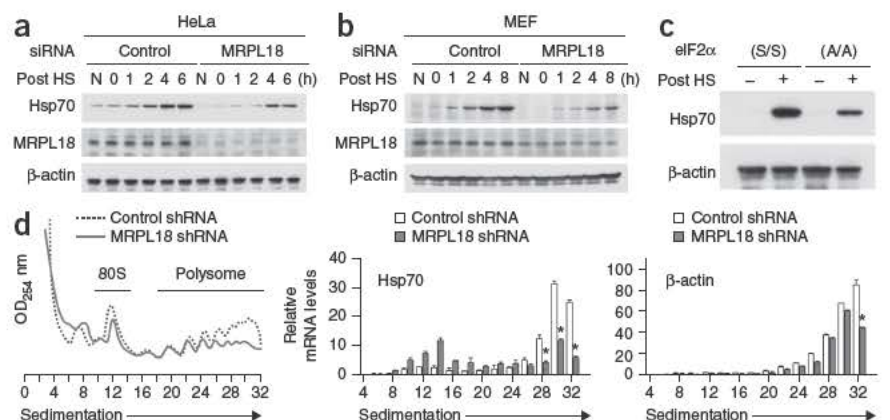 a
HeLa
siRNA Control MRPL18
Post HS N 0 1 2 4 6 N 0 1 2 4 6 (h)
Hsp70
MRPL18
β-actin
b
MEF
siRNA Control MRPL18
Post HS N 0 1 2 4 8 N 0 1 2 4 8 (h)
Hsp70
MRPL18
β-actin
c
eIF2α (S/S) (A/A)
Post HS – + – +
Hsp70
β-actin
d
Control shRNA
MRPL18 shRNA
80S Polysome
OD254 nm
0 4 8 12 16 20 24 28 32
Sedimentation
Control shRNA
MRPL18 shRNA
Hsp70
Relative
mRNA levels
40
30
20
10
0
* * *
4 8 12 16 20 24 28 32
Sedimentation
Control shRNA
MRPL18 shRNA
β-actin
100
80
60
40
20
0
*
4 8 12 16 20 24 28 32
Sedimentation